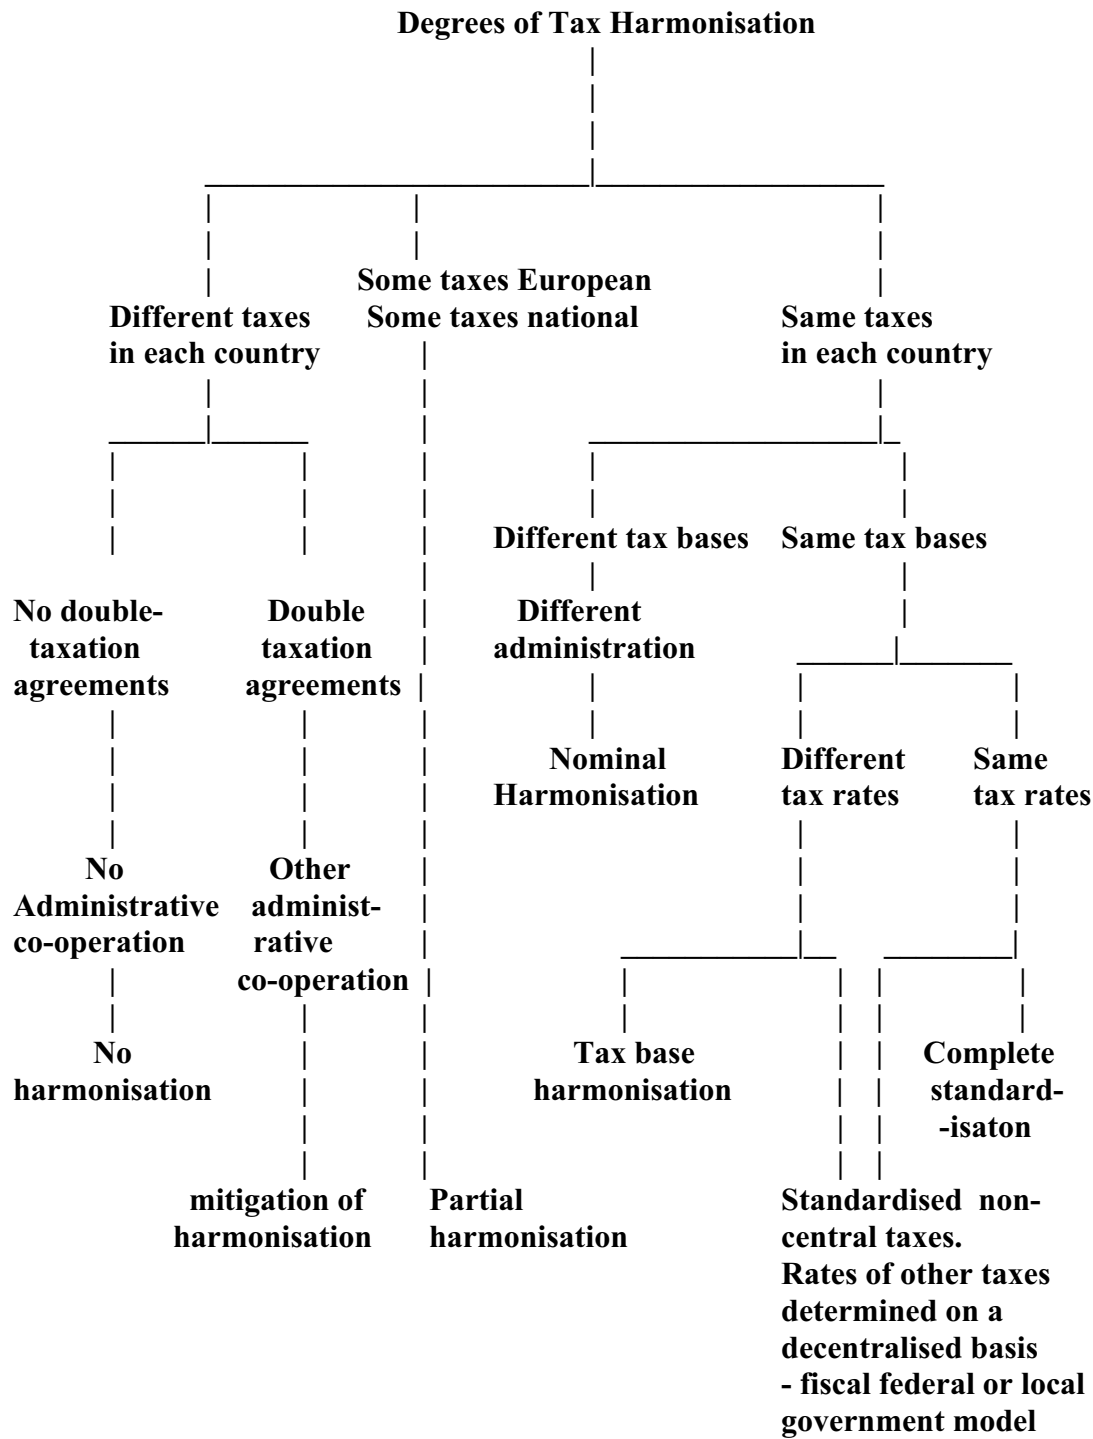 Degrees of Tax Harmonisation
Some taxes European
Different taxes
Some taxes national
Same taxes
in each country
in each country
Different tax bases
Same tax bases
No double-
taxation
agreements
Double
taxation
agreements
Different
administration
Nominal
Harmonisation
Different
tax rates
Same
tax rates
No
Administrative
co-operation
Other
administ-
rative
co-operation
No
harmonisation
Tax base
harmonisation
Complete
standard-
-isaton
mitigation of
harmonisation
Partial
harmonisation
Standardised non-
central taxes.
Rates of other taxes
determined on a
decentralised basis
- fiscal federal or local
government model